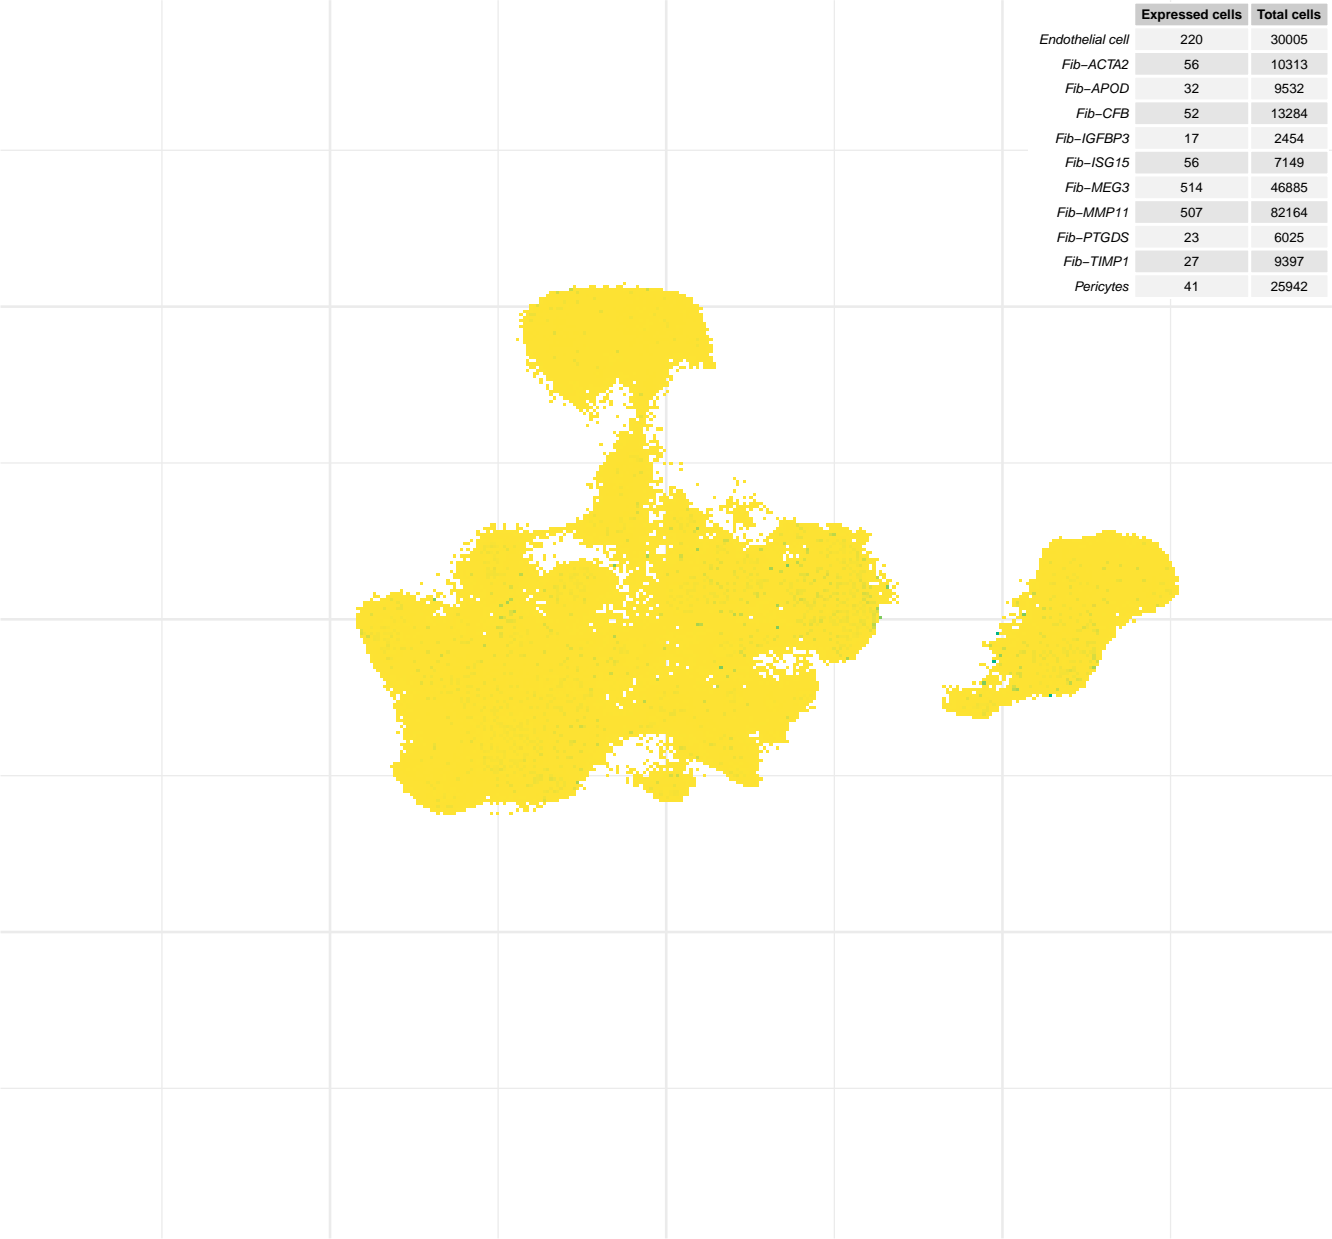 Expressed cells Total cells
Endothelial cell 220 30005
Fib−ACTA2 56 10313
Fib−APOD 32 9532
Fib−CFB 52 13284
Fib−IGFBP3 17 2454
Fib−ISG15 56 7149
Fib−MEG3 514 46885
Fib−MMP11 507 82164
Fib−PTGDS 23 6025
Fib−TIMP1 27 9397
Pericytes 41 25942